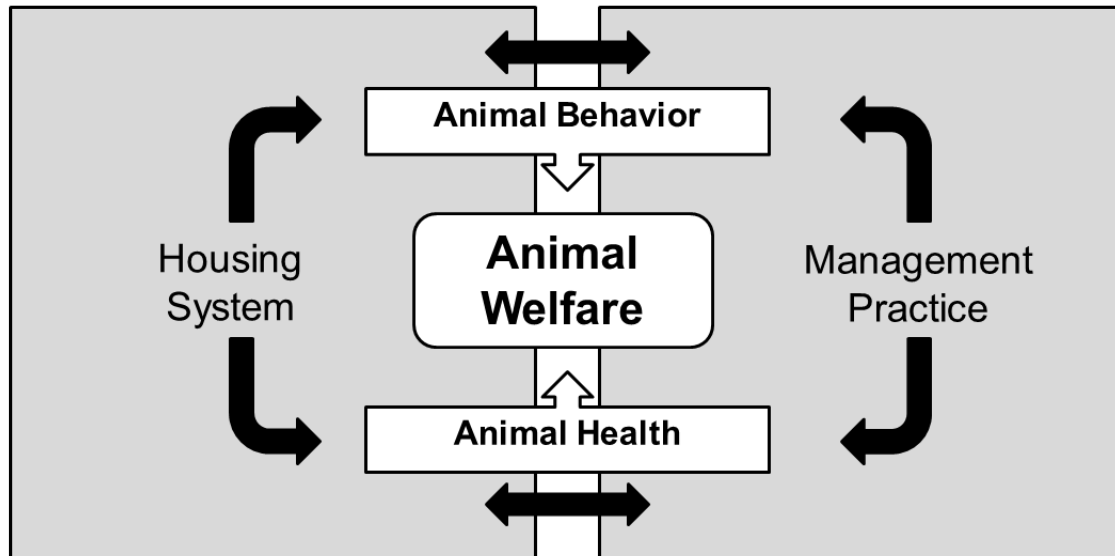 Animal Behavior
Housing
System
Animal
Welfare
Management
Practice
Animal Health